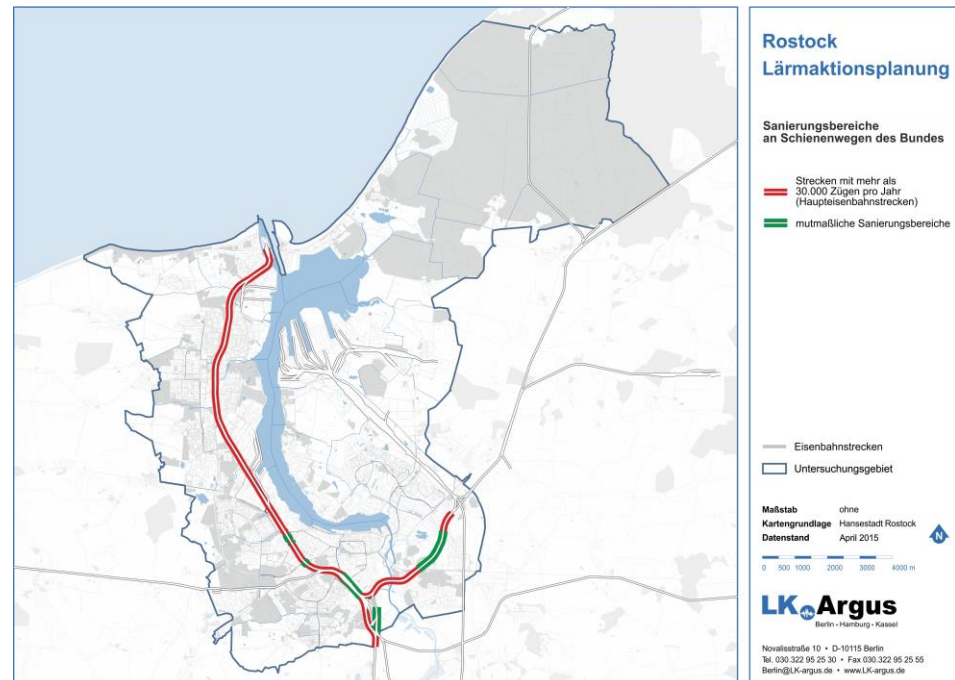 Rostock
Lärmaktionsplanung
Sanierungsbereiche
an Schienenwegen des Bundes
Strecken mit mehr als
30.000 Zügen pro Jahr
(Haupteisenbahnstrecken)
mutmaßliche Sanierungsbereiche
Eisenbahnstrecken
Untersuchungsgebiet
Maßstab ohne
Kartengrundlage Hansestadt Rostock
Datenstand April 2015
N
0 500 1000 2000 3000 4000 m
LK Argus
Berlin • Hamburg • Kassel
Novalisstraße 10 • D-10115 Berlin
Tel. 030.322 95 25 30 • Fax 030.322 95 25 55
Berlin@LK-argus.de • www.LK-argus.de